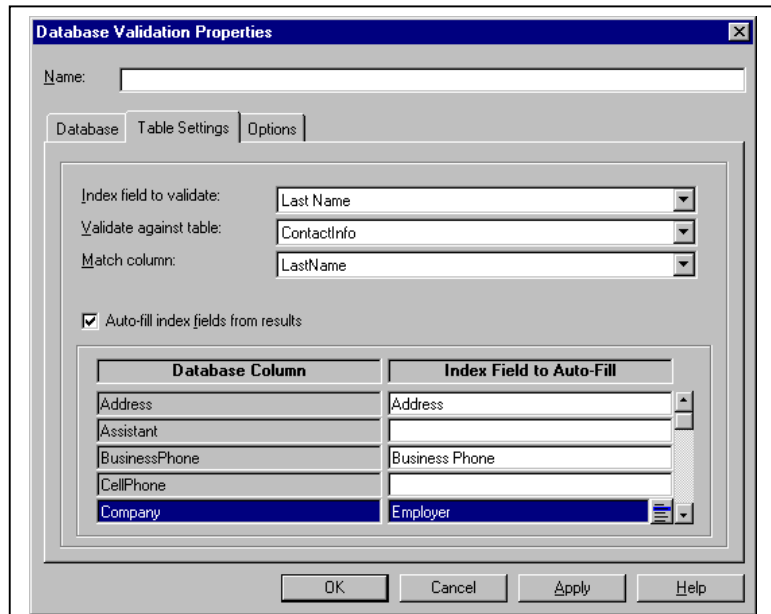 Database Validation Properties
Name:
Database Table Settings Options
Index field to validate: Last Name
Validate against table: ContactInfo
Match column: LastName
Auto-fill index fields from results
Database Column Index Field to Auto-Fill
Address Address
Assistant
BusinessPhone Business Phone
CellPhone
Company Employer
OK Cancel Apply Help